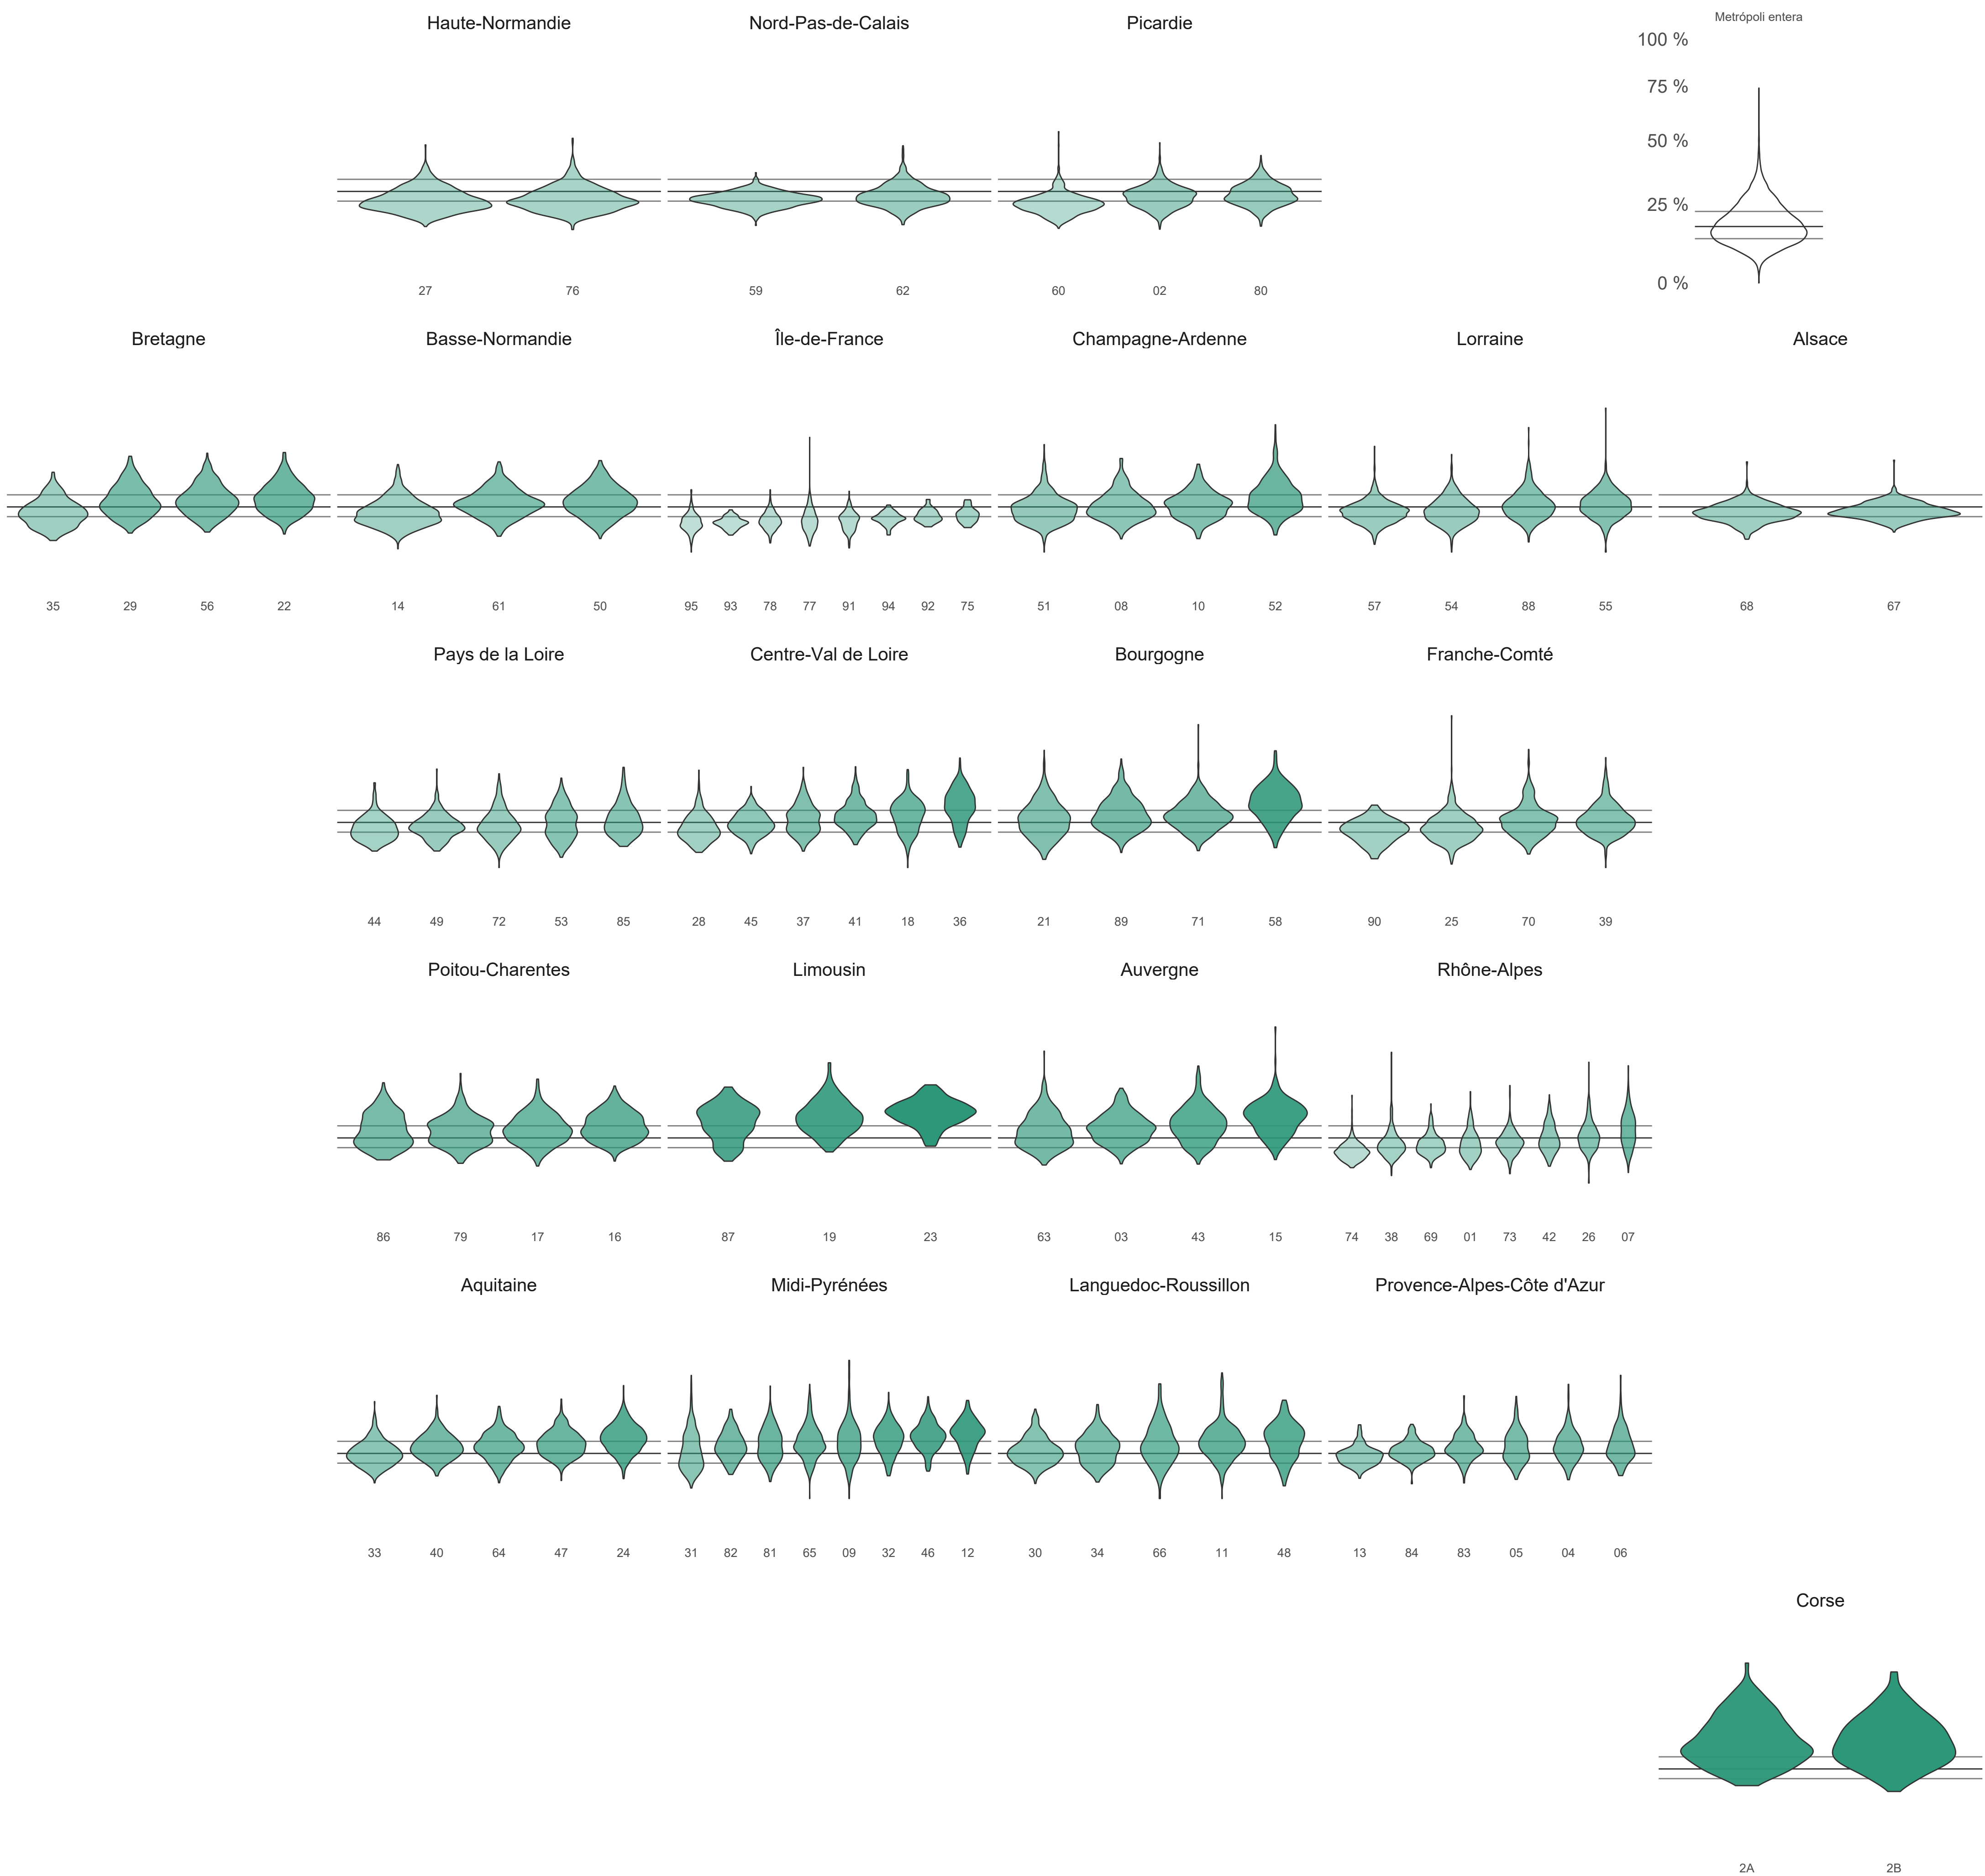 Haute-Normandie Nord-Pas-de-Calais Picardie Metrópoli entera
100 %
75 %
50 %
25 %
0 %
27 76 59 62 60 02 80
Bretagne Basse-Normandie Île-de-France Champagne-Ardenne Lorraine Alsace
35 29 56 22 14 61 50 95 93 78 77 91 94 92 75 51 08 10 52 57 54 88 55 68 67
Pays de la Loire Centre-Val de Loire Bourgogne Franche-Comté
44 49 72 53 85 28 45 37 41 18 36 21 89 71 58 90 25 70 39
Poitou-Charentes Limousin Auvergne Rhône-Alpes
86 79 17 16 87 19 23 63 03 43 15 74 38 69 01 73 42 26 07
Aquitaine Midi-Pyrénées Languedoc-Roussillon Provence-Alpes-Côte d'Azur
33 40 64 47 24 31 82 81 65 09 32 46 12 30 34 66 11 48 13 84 83 05 04 06
Corse
2A 2B